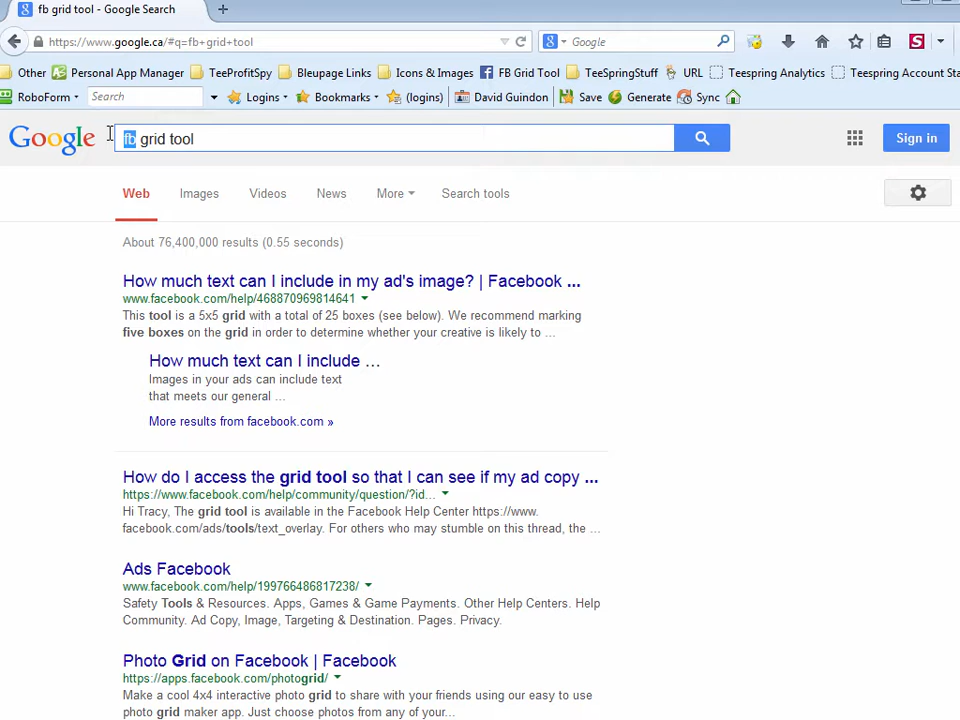 fb grid tool - Google Search
https://www.google.ca/#q=fb+grid+tool
Google
Other Personal App Manager TeeProfitSpy Bleupage Links Icons & Images FB Grid Tool TeeSpringStuff URL Teespring Analytics Teespring Account Sta
RoboForm Search Logins Bookmarks (logins) David Guindon Save Generate Sync
Google fb grid tool Sign in
Web Images Videos News More Search tools
About 76,400,000 results (0.55 seconds)
How much text can I include in my ad's image? | Facebook ...
www.facebook.com/help/468870969814641
This tool is a 5x5 grid with a total of 25 boxes (see below). We recommend marking
five boxes on the grid in order to determine whether your creative is likely to ...
How much text can I include ...
Images in your ads can include text
that meets our general ...
More results from facebook.com »
How do I access the grid tool so that I can see if my ad copy ...
https://www.facebook.com/help/community/question/?id...
Hi Tracy, The grid tool is available in the Facebook Help Center https://www.
facebook.com/ads/tools/text_overlay. For others who may stumble on this thread, the ...
Ads Facebook
www.facebook.com/help/199766486817238/
Safety Tools & Resources. Apps, Games & Game Payments. Other Help Centers. Help
Community. Ad Copy, Image, Targeting & Destination. Pages. Privacy.
Photo Grid on Facebook | Facebook
https://apps.facebook.com/photogrid/
Make a cool 4x4 interactive photo grid to share with your friends using our easy to use
photo grid maker app. Just choose photos from any of your...